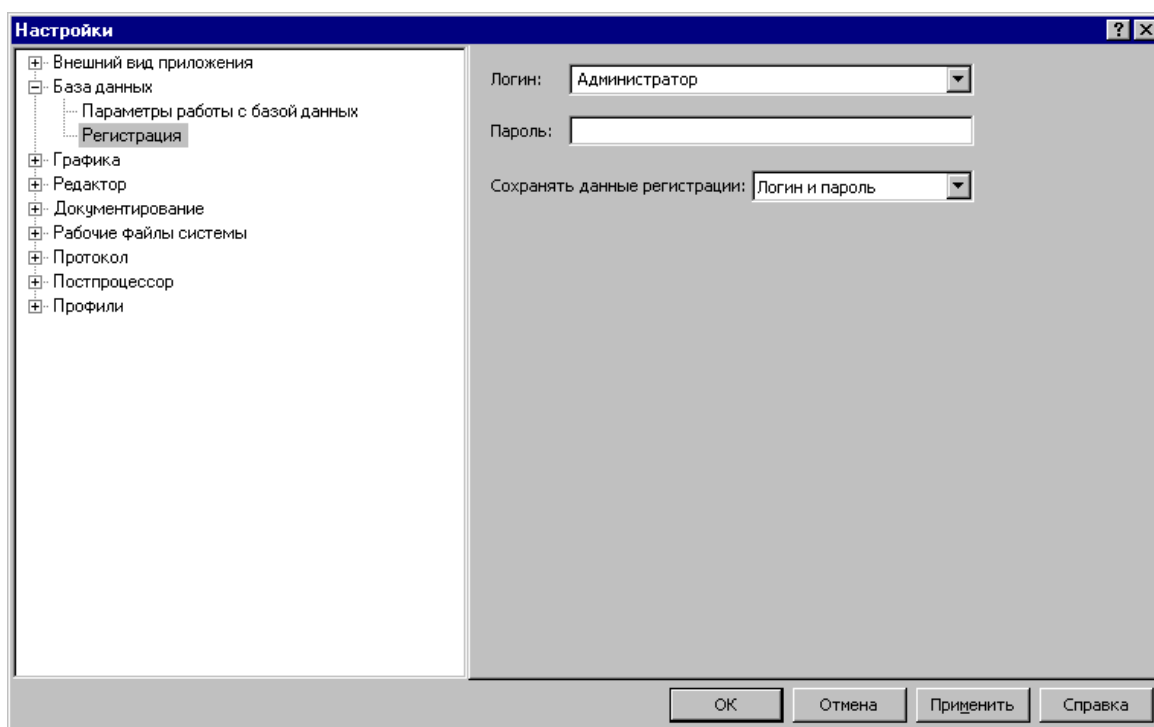 Настройки
Внешний вид приложения
База данных
Параметры работы с базой данных
Регистрация
Графика
Редактор
Документирование
Рабочие файлы системы
Протокол
Постпроцессор
Профили
Логин: Администратор
Пароль:
Сохранять данные регистрации: Логин и пароль
ОК Отмена Применить Справка